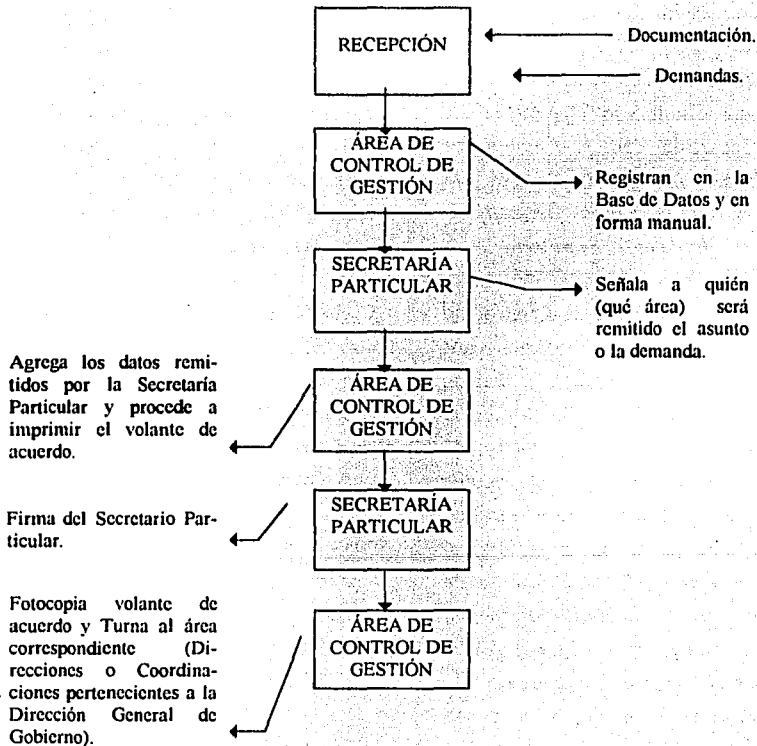 RECEPCIÓN
Documentación.
Demandas.
ÁREA DE
CONTROL DE
GESTIÓN
Registran en la
Base de Datos y en
forma manual.
SECRETARÍA
PARTICULAR
Señala a quién
(qué área) será
remitido el asunto
o la demanda.
Agrega los datos remi-
tidos por la Secretaría
Particular y procede a
imprimir el volante de
acuerdo.
ÁREA DE
CONTROL DE
GESTIÓN
Firma del Secretario Par-
ticular.
SECRETARÍA
PARTICULAR
Fotocopia volante de
acuerdo y Turna al área
correspondiente (Di-
recciones o Coordina-
ciones pertenecientes a la
Dirección General de
Gobierno).
ÁREA DE
CONTROL DE
GESTIÓN